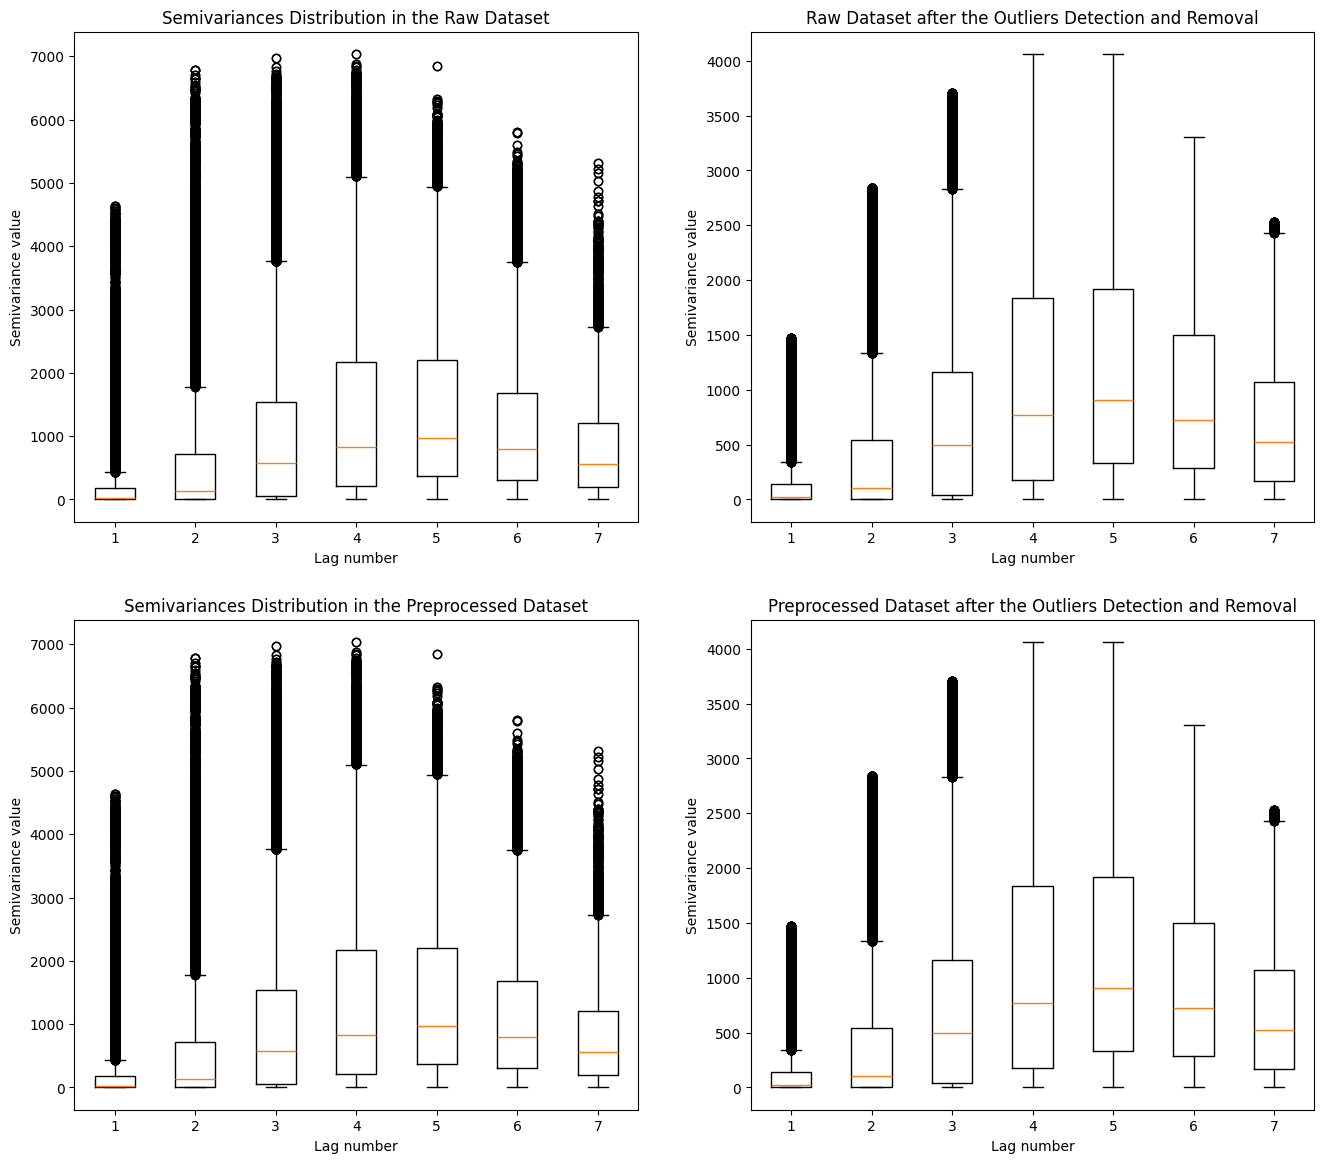 Semivariances Distribution in the Raw Dataset
7000
6000
5000
4000
3000
2000
1000
0
Semivariance value
1 2 3 4 5 6 7
Lag number
Raw Dataset after the Outliers Detection and Removal
4000
3500
3000
2500
2000
1500
1000
500
0
Semivariance value
1 2 3 4 5 6 7
Lag number
Semivariances Distribution in the Preprocessed Dataset
7000
6000
5000
4000
3000
2000
1000
0
Semivariance value
1 2 3 4 5 6 7
Lag number
Preprocessed Dataset after the Outliers Detection and Removal
4000
3500
3000
2500
2000
1500
1000
500
0
Semivariance value
1 2 3 4 5 6 7
Lag number